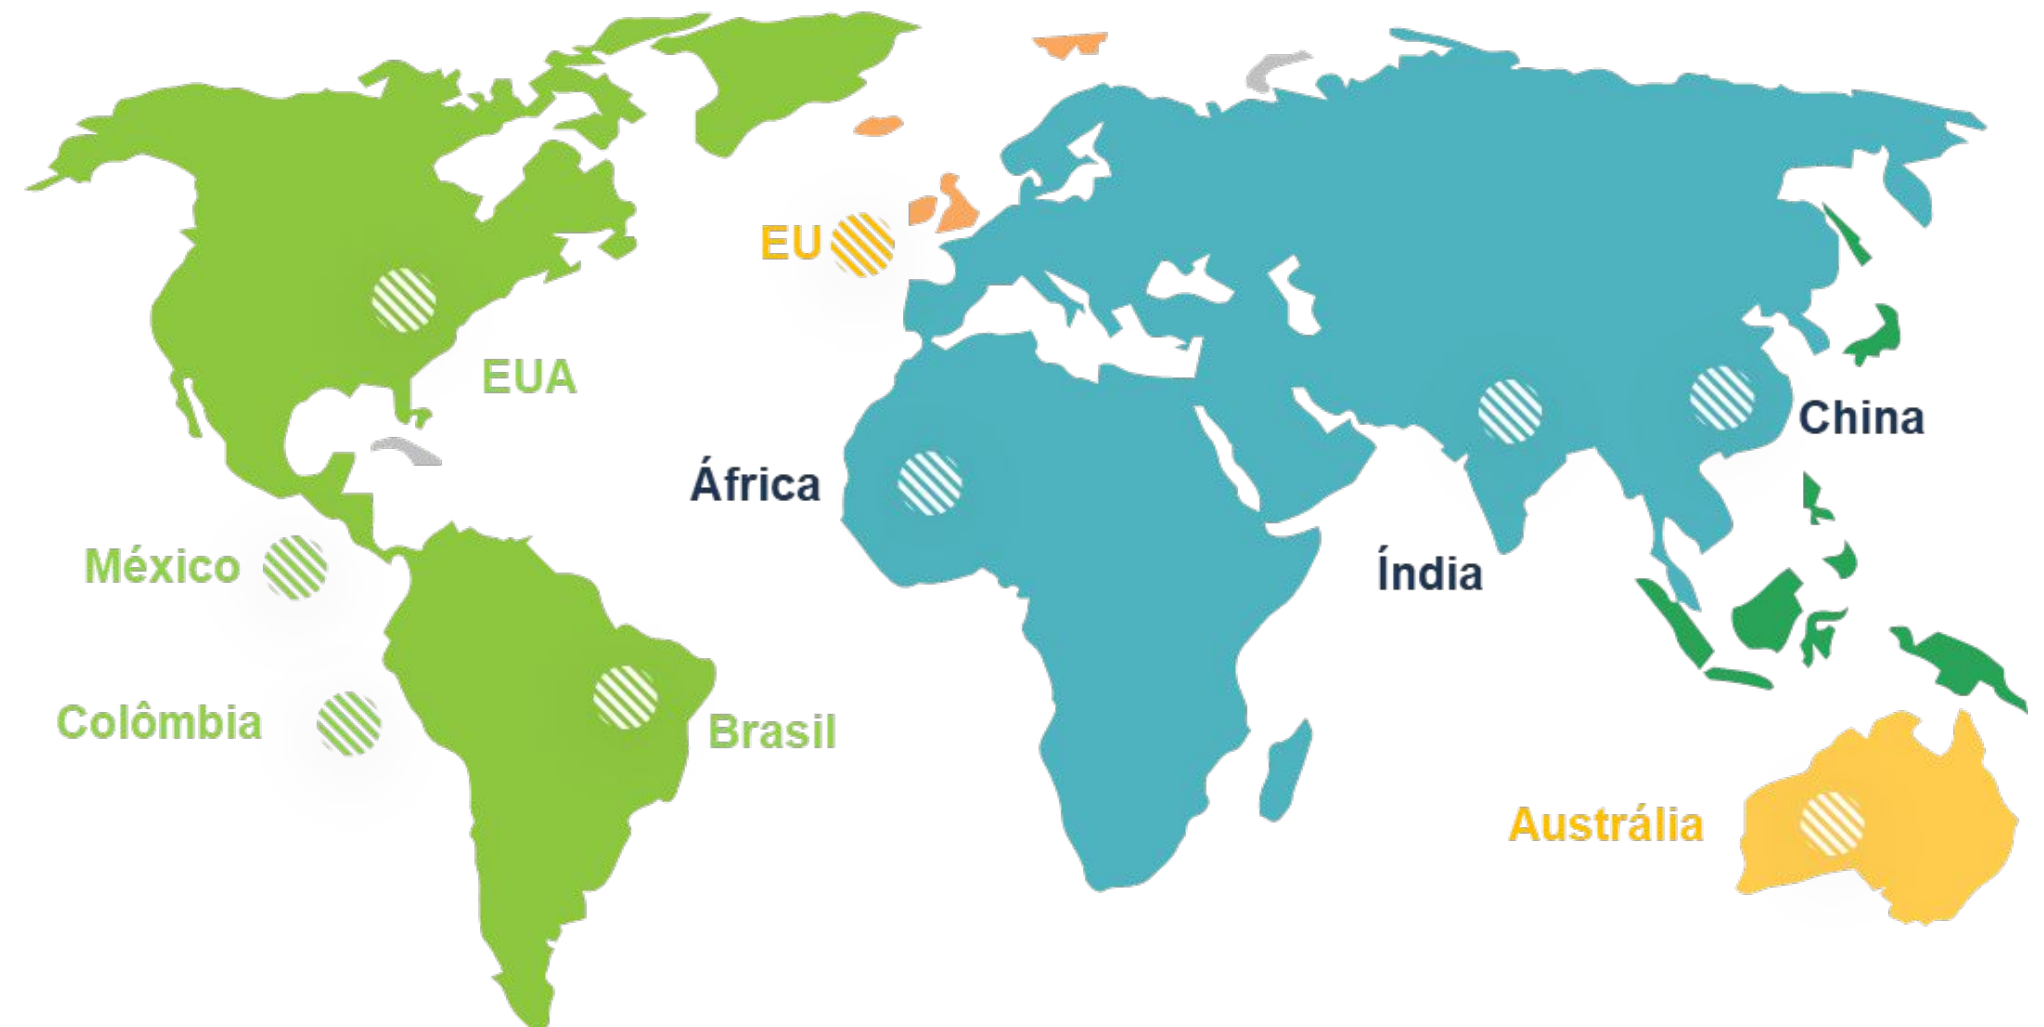 EU
EUA
China
África
México
Índia
Colômbia
Brasil
Austrália